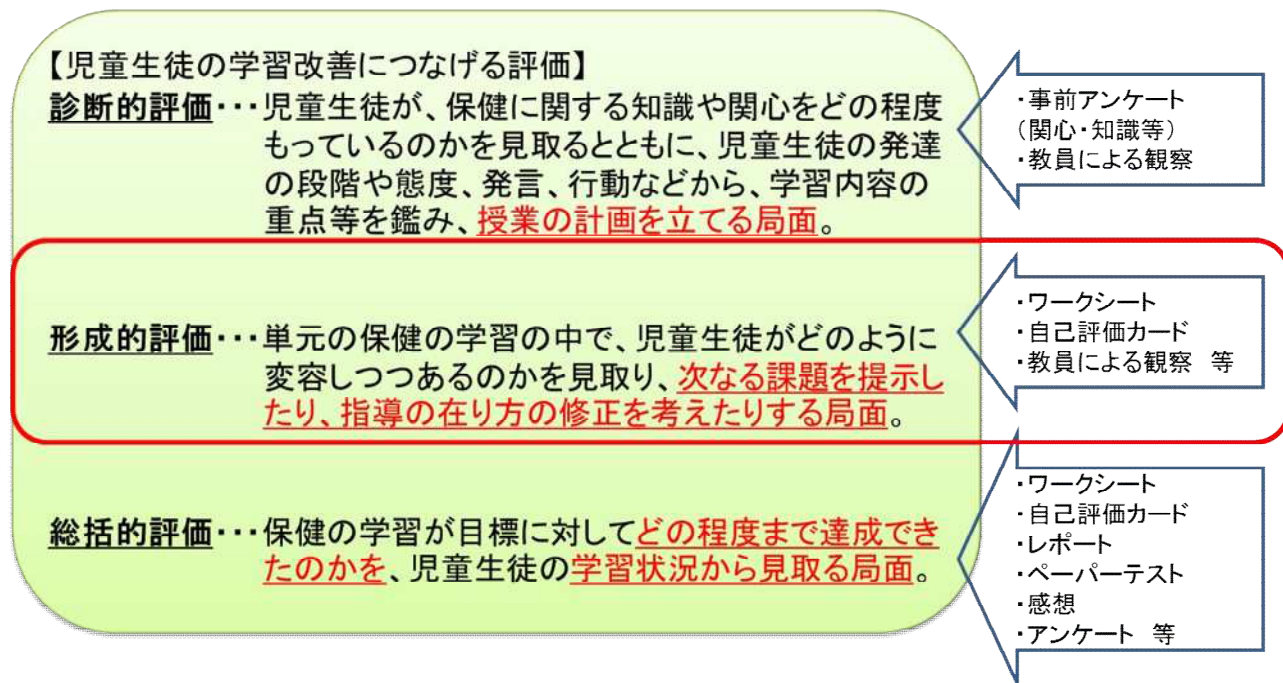 【児童生徒の学習改善につなげる評価】
診断的評価・・・児童生徒が、保健に関する知識や関心をどの程度
もっているのかを見取るとともに、児童生徒の発達
の段階や態度、発言、行動などから、学習内容の
重点等を鑑み、授業の計画を立てる局面。
・事前アンケート
（関心・知識等）
・教員による観察
形成的評価・・・単元の保健の学習の中で、児童生徒がどのように
変容しつつあるのかを見取り、次なる課題を提示し
たり、指導の在り方の修正を考えたりする局面。
・ワークシート
・自己評価カード
・教員による観察　等
総括的評価・・・保健の学習が目標に対してどの程度まで達成でき
たのかを、児童生徒の学習状況から見取る局面。
・ワークシート
・自己評価カード
・レポート
・ペーパーテスト
・感想
・アンケート　等